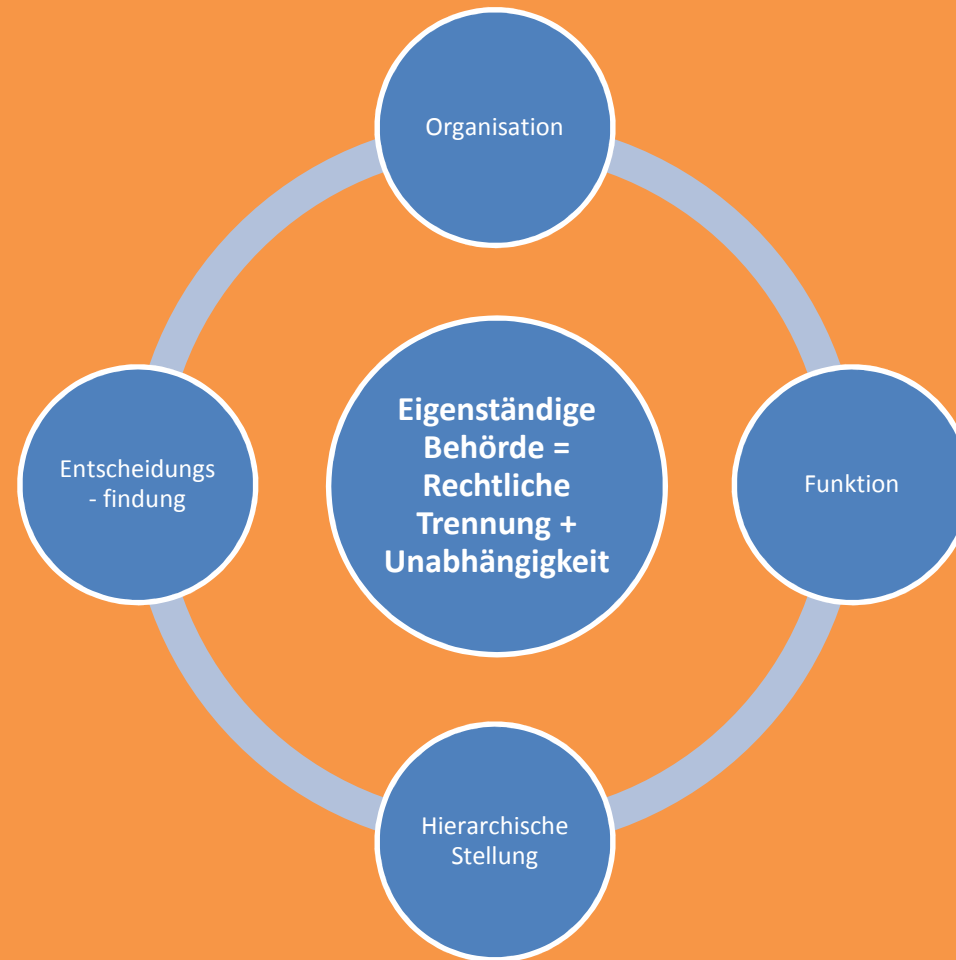 Organisation
Eigenständige
Behörde =
Rechtliche
Trennung +
Unabhängigkeit
Entscheidungs
- findung
Funktion
Hierarchische
Stellung